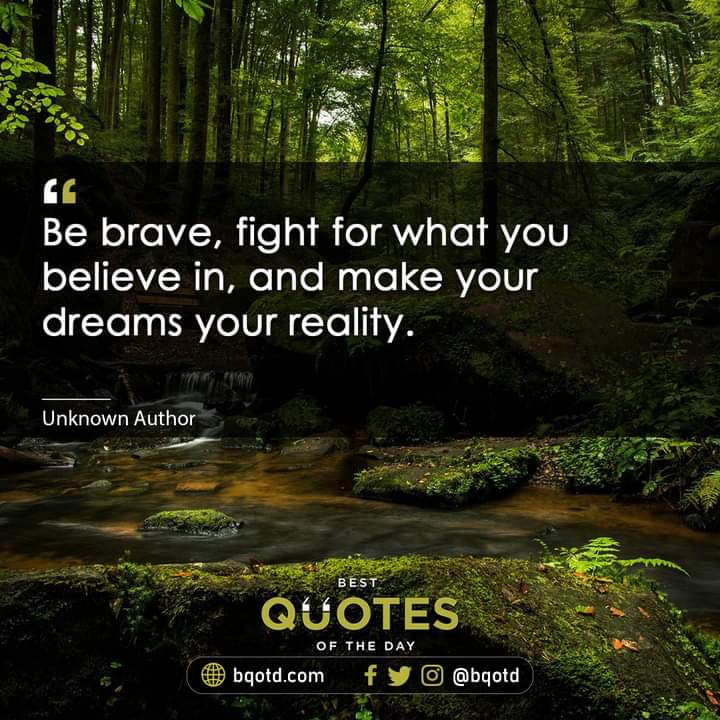 “
Be brave, fight for what you
believe in, and make your
dreams your reality.
Unknown Author
BEST
QUOTES
OF THE DAY
bqotd.com @bqotd